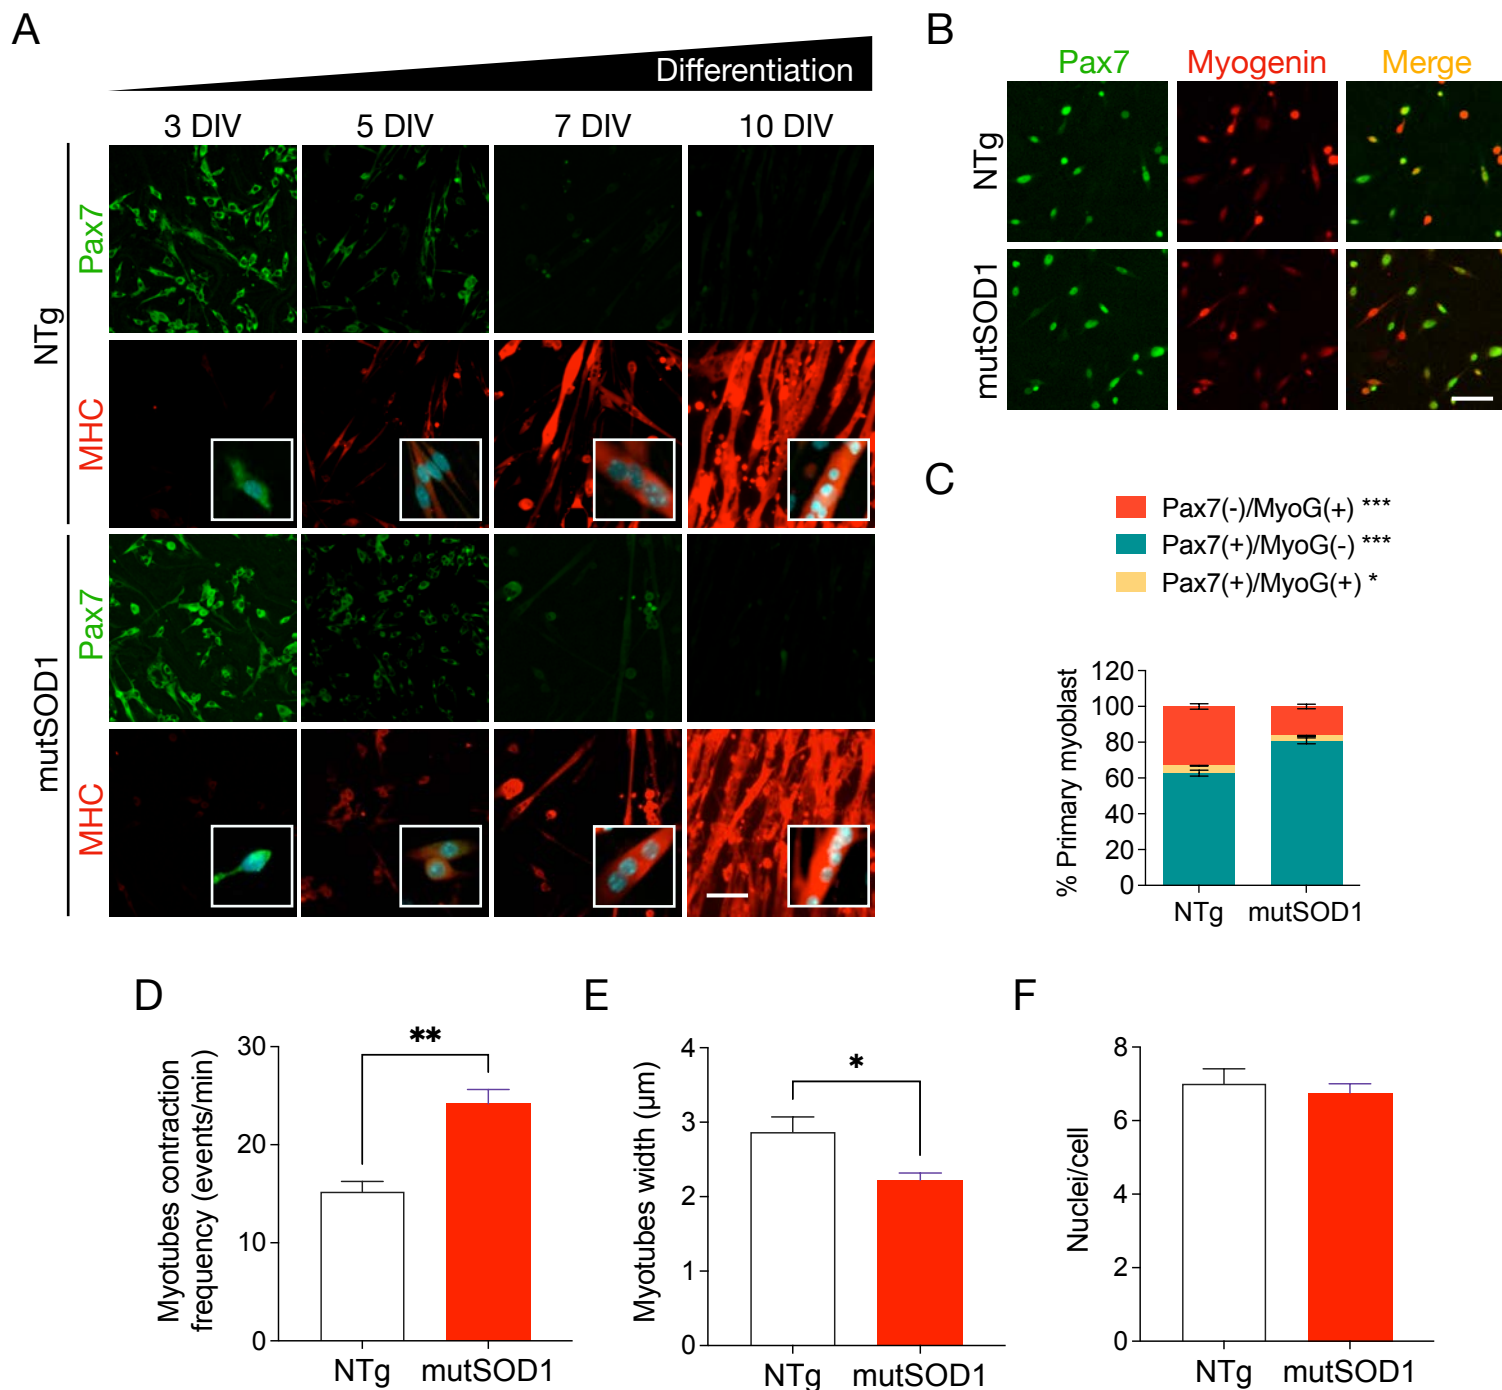 A
Differentiation
3 DIV 5 DIV 7 DIV 10 DIV
NTg
Pax7
MHC
mutSOD1
Pax7
MHC
B
Pax7 Myogenin Merge
NTg
mutSOD1
C
Pax7(-)/MyoG(+) ***
Pax7(+)/MyoG(-) ***
Pax7(+)/MyoG(+) *
% Primary myoblast
120
100
80
60
40
20
0
NTg mutSOD1
D
Myotubes contraction
frequency (events/min)
30
20
10
0
**
NTg mutSOD1
E
Myotubes width (μm)
4
3
2
1
0
*
NTg mutSOD1
F
Nuclei/cell
8
6
4
2
0
NTg mutSOD1